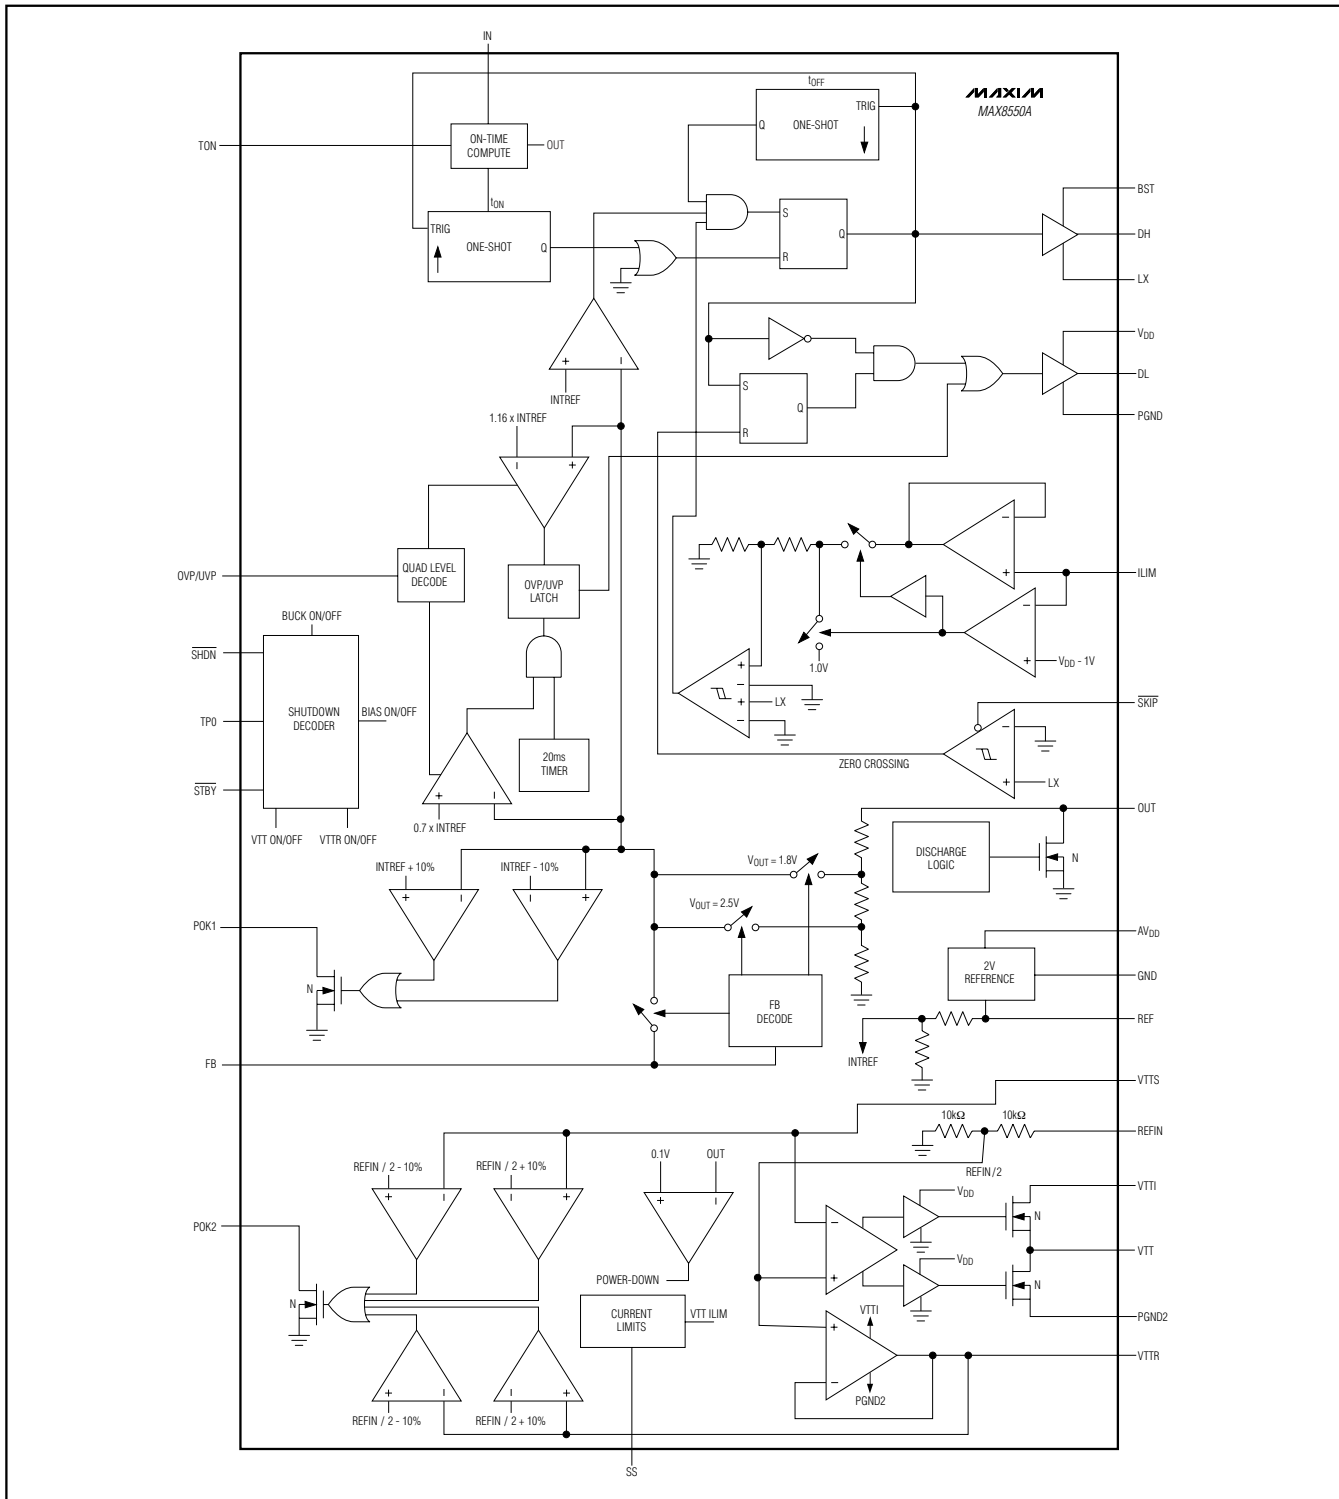 IN
MAXIM
MAX8550A
tOFF
TRIG
Q
ONE-SHOT
TON
ON-TIME
COMPUTE
OUT
tON
TRIG
ONE-SHOT
Q
S
Q
R
BST
DH
LX
+
−
INTREF
VDD
DL
PGND
S
Q
R
1.16 x INTREF
−
+
OVP/UVP
QUAD LEVEL
DECODE
OVP/UVP
LATCH
−
+
ILIM
−
+
VDD - 1V
1.0V
BUCK ON/OFF
SHDN
TP0
STBY
SHUTDOWN
DECODER
BIAS ON/OFF
VTT ON/OFF
VTTR ON/OFF
20ms
TIMER
+
−
0.7 x INTREF
+
−
+
−
LX
SKIP
−
+
LX
ZERO CROSSING
OUT
DISCHARGE
LOGIC
N
INTREF + 10%
INTREF - 10%
+
−
−
+
VOUT = 1.8V
VOUT = 2.5V
POK1
N
FB
DECODE
FB
AVDD
2V
REFERENCE
GND
REF
INTREF
VTTS
10kΩ
10kΩ
REFIN
REFIN/2
REFIN / 2 - 10%
REFIN / 2 + 10%
+
−
−
+
0.1V
OUT
+
−
POWER-DOWN
POK2
N
VDD
VDD
−
+
N
N
VTTI
VTT
PGND2
CURRENT
LIMITS
VTT ILIM
VTTI
+
−
PGND2
VTTR
+
−
−
+
REFIN / 2 - 10%
REFIN / 2 + 10%
SS